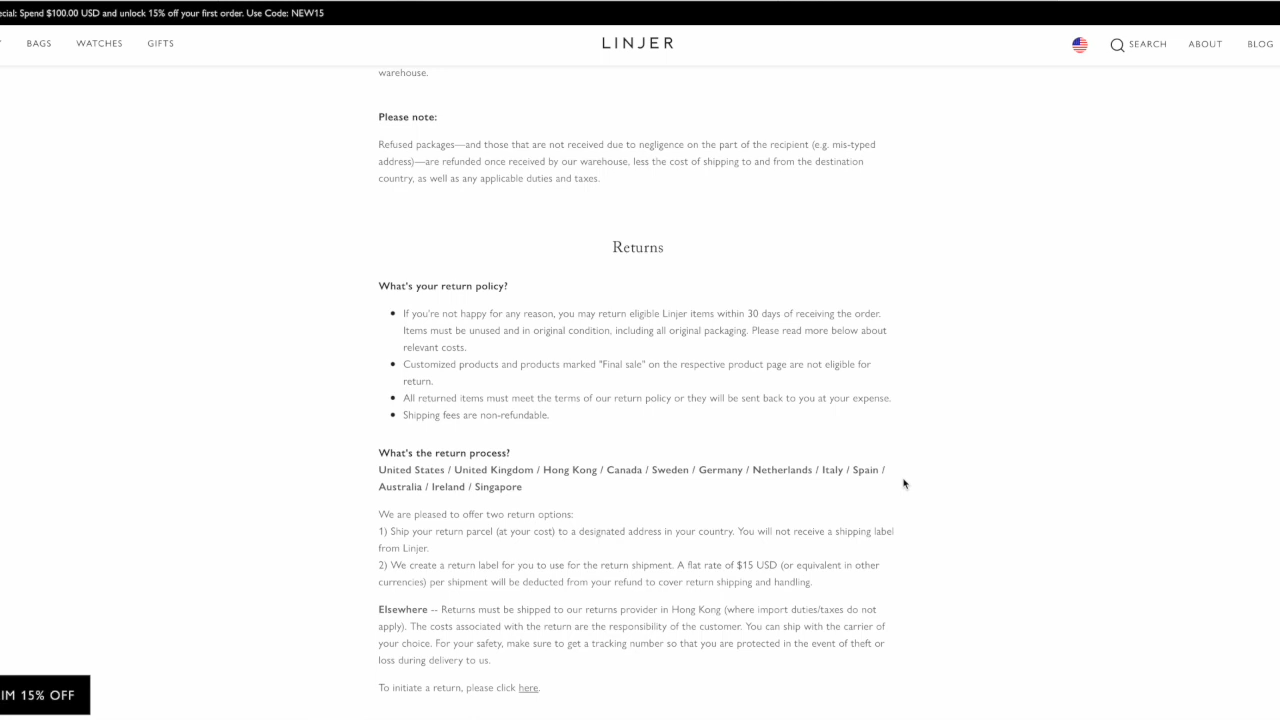 ecial: Spend $100.00 USD and unlock 15% off your first order. Use Code: NEW15
BAGS WATCHES GIFTS LINJER SEARCH ABOUT BLOG
warehouse.
Please note:
Refused packages—and those that are not received due to negligence on the part of the recipient (e.g. mis-typed
address)—are refunded once received by our warehouse, less the cost of shipping to and from the destination
country, as well as any applicable duties and taxes.
Returns
What's your return policy?
If you're not happy for any reason, you may return eligible Linjer items within 30 days of receiving the order.
Items must be unused and in original condition, including all original packaging. Please read more below about
relevant costs.
Customized products and products marked "Final sale" on the respective product page are not eligible for
return.
All returned items must meet the terms of our return policy or they will be sent back to you at your expense.
Shipping fees are non-refundable.
What's the return process?
United States / United Kingdom / Hong Kong / Canada / Sweden / Germany / Netherlands / Italy / Spain /
Australia / Ireland / Singapore
We are pleased to offer two return options:
1) Ship your return parcel (at your cost) to a designated address in your country. You will not receive a shipping label
from Linjer.
2) We create a return label for you to use for the return shipment. A flat rate of $15 USD (or equivalent in other
currencies) per shipment will be deducted from your refund to cover return shipping and handling.
Elsewhere -- Returns must be shipped to our returns provider in Hong Kong (where import duties/taxes do not
apply). The costs associated with the return are the responsibility of the customer. You can ship with the carrier of
your choice. For your safety, make sure to get a tracking number so that you are protected in the event of theft or
loss during delivery to us.
To initiate a return, please click here.
IM 15% OFF